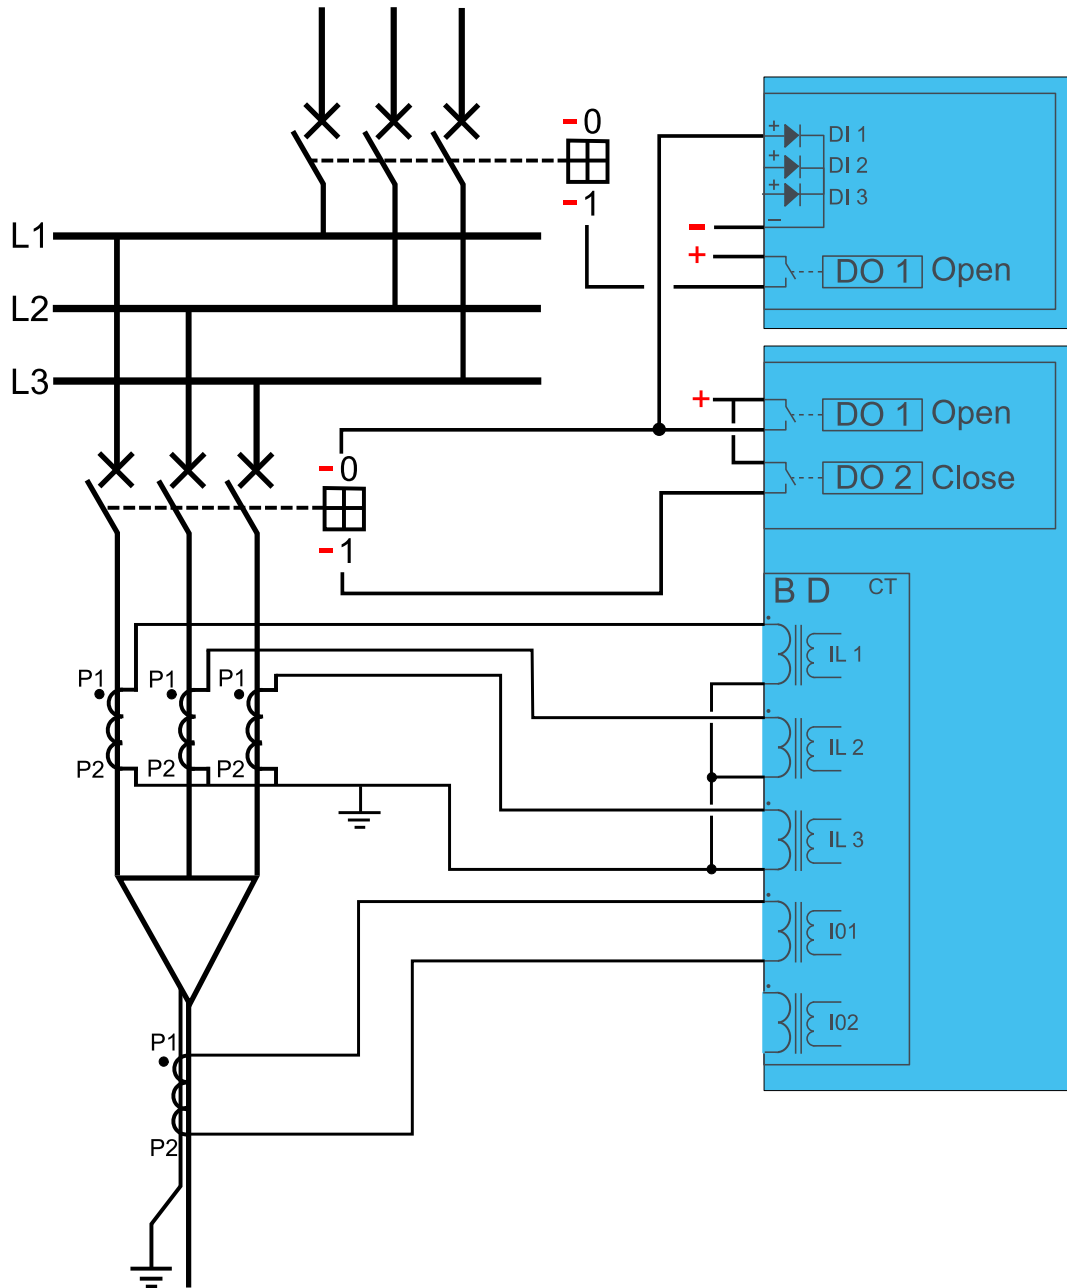 - 0
+ DI 1
+ DI 2
- 1
+ DI 3
L1
- −
+ DO 1 Open
L2
L3
+ DO 1 Open
- 0
DO 2 Close
- 1
B D CT
IL 1
P1 P1 P1
IL 2
P2 P2 P2
IL 3
I01
I02
P1
P2